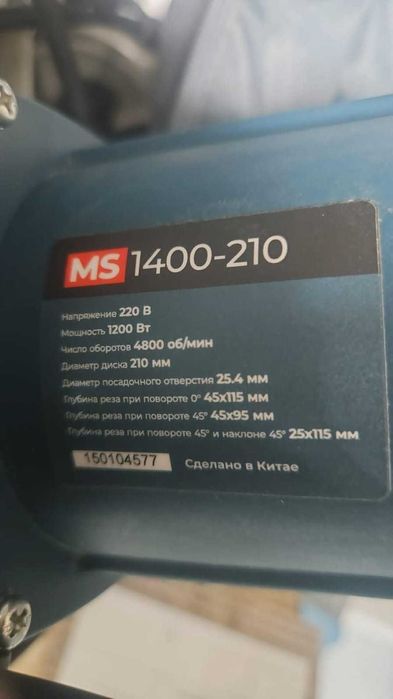 MS 1400-210
Напряжение 220 В
Мощность 1200 Вт
Число оборотов 4800 об/мин
Диаметр диска 210 мм
Диаметр посадочного отверстия 25.4 мм
Глубина реза при повороте 0° 45x115 мм
Глубина реза при повороте 45° 45x95 мм
Глубина реза при повороте 45° и наклоне 45° 25x115 мм
150104577 Сделано в Китае